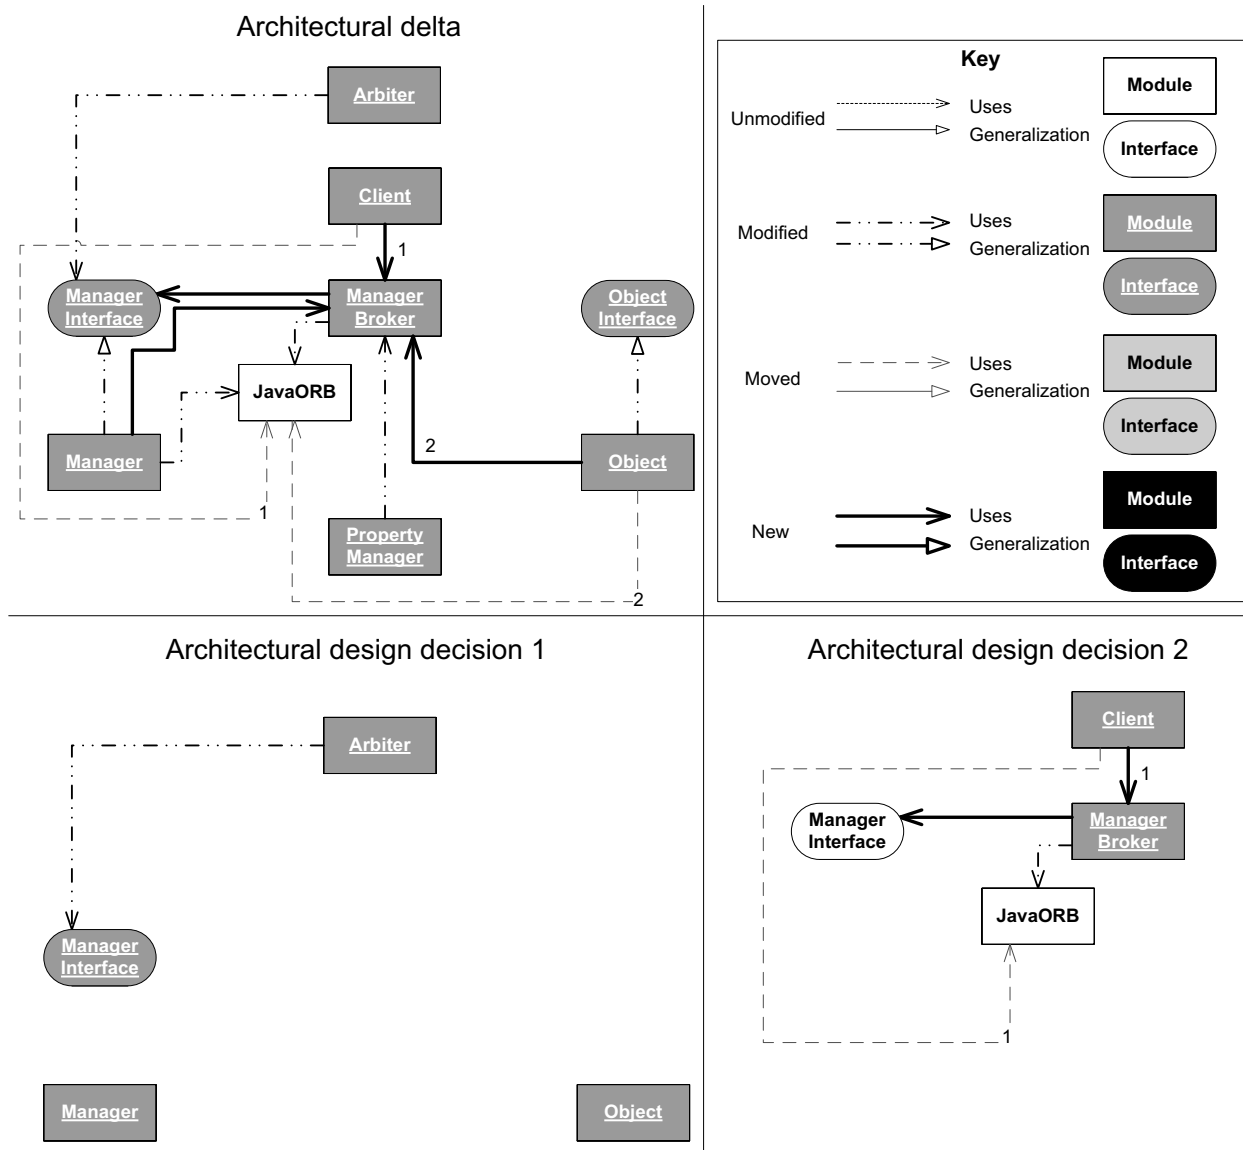 Architectural delta
Arbiter
Client
1
Manager
Interface
Manager
Broker
Object
Interface
JavaORB
2
Manager
Object
1
Property
Manager
2
Key
Unmodified
Uses
Generalization
Module
Interface
Modified
Uses
Generalization
Module
Interface
Moved
Uses
Generalization
Module
Interface
New
Uses
Generalization
Module
Interface
Architectural design decision 1
Arbiter
Manager
Interface
Manager
Object
Architectural design decision 2
Client
1
Manager
Interface
Manager
Broker
JavaORB
1